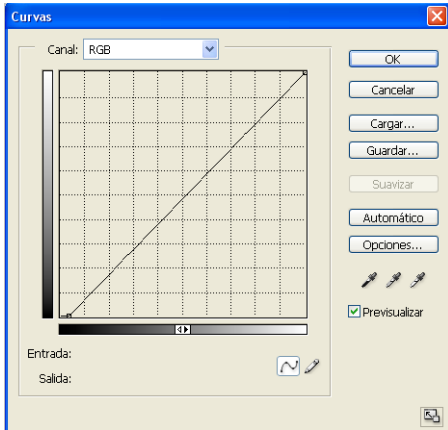 Curvas
Canal: RGB
OK
Cancelar
Cargar...
Guardar...
Suavizar
Automático
Opciones...
Previsualizar
Entrada:
Salida: